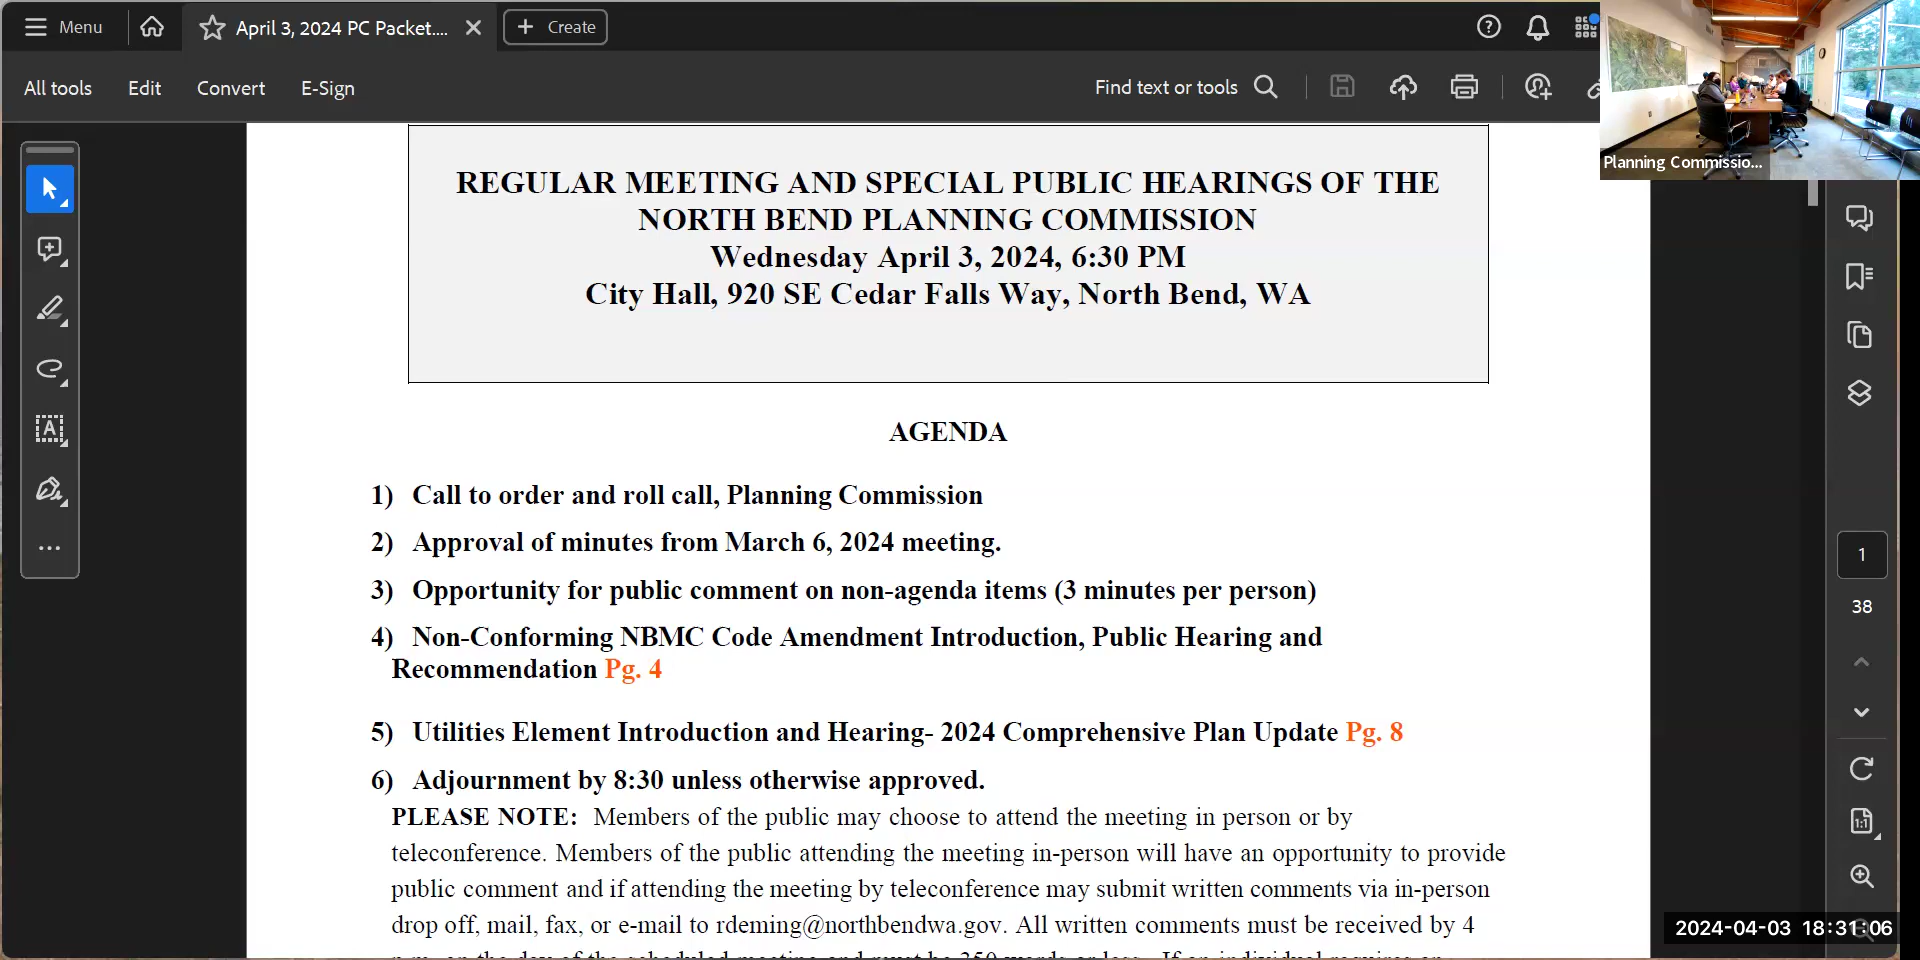 Menu
April 3, 2024 PC Packet....
Create
All tools
Edit
Convert
E-Sign
Find text or tools
Planning Commissio...
REGULAR MEETING AND SPECIAL PUBLIC HEARINGS OF THE
NORTH BEND PLANNING COMMISSION
Wednesday April 3, 2024, 6:30 PM
City Hall, 920 SE Cedar Falls Way, North Bend, WA
AGENDA
1) Call to order and roll call, Planning Commission
2) Approval of minutes from March 6, 2024 meeting.
3) Opportunity for public comment on non-agenda items (3 minutes per person)
4) Non-Conforming NBMC Code Amendment Introduction, Public Hearing and
Recommendation Pg. 4
5) Utilities Element Introduction and Hearing- 2024 Comprehensive Plan Update Pg. 8
6) Adjournment by 8:30 unless otherwise approved.
PLEASE NOTE: Members of the public may choose to attend the meeting in person or by
teleconference. Members of the public attending the meeting in-person will have an opportunity to provide
public comment and if attending the meeting by teleconference may submit written comments via in-person
drop off, mail, fax, or e-mail to rdeming@northbendwa.gov. All written comments must be received by 4
1
38
1:1
2024-04-03 18:31:06